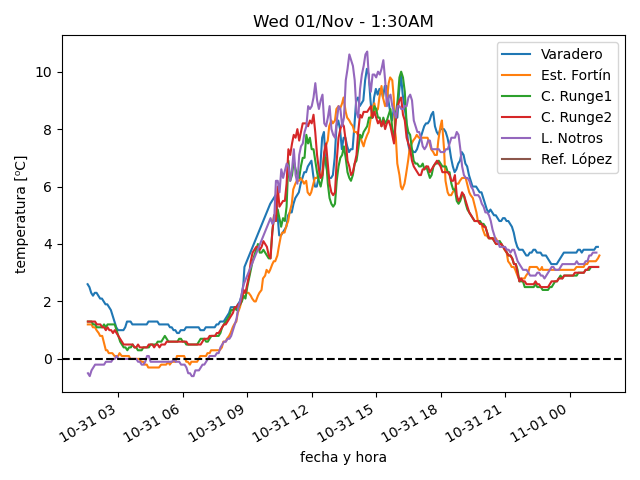 Wed 01/Nov - 1:30AM
temperatura [ºC]
10
8
6
4
2
0
Varadero
Est. Fortín
C. Runge1
C. Runge2
L. Notros
Ref. López
10-31 03
10-31 06
10-31 09
10-31 12
10-31 15
10-31 18
10-31 21
11-01 00
fecha y hora